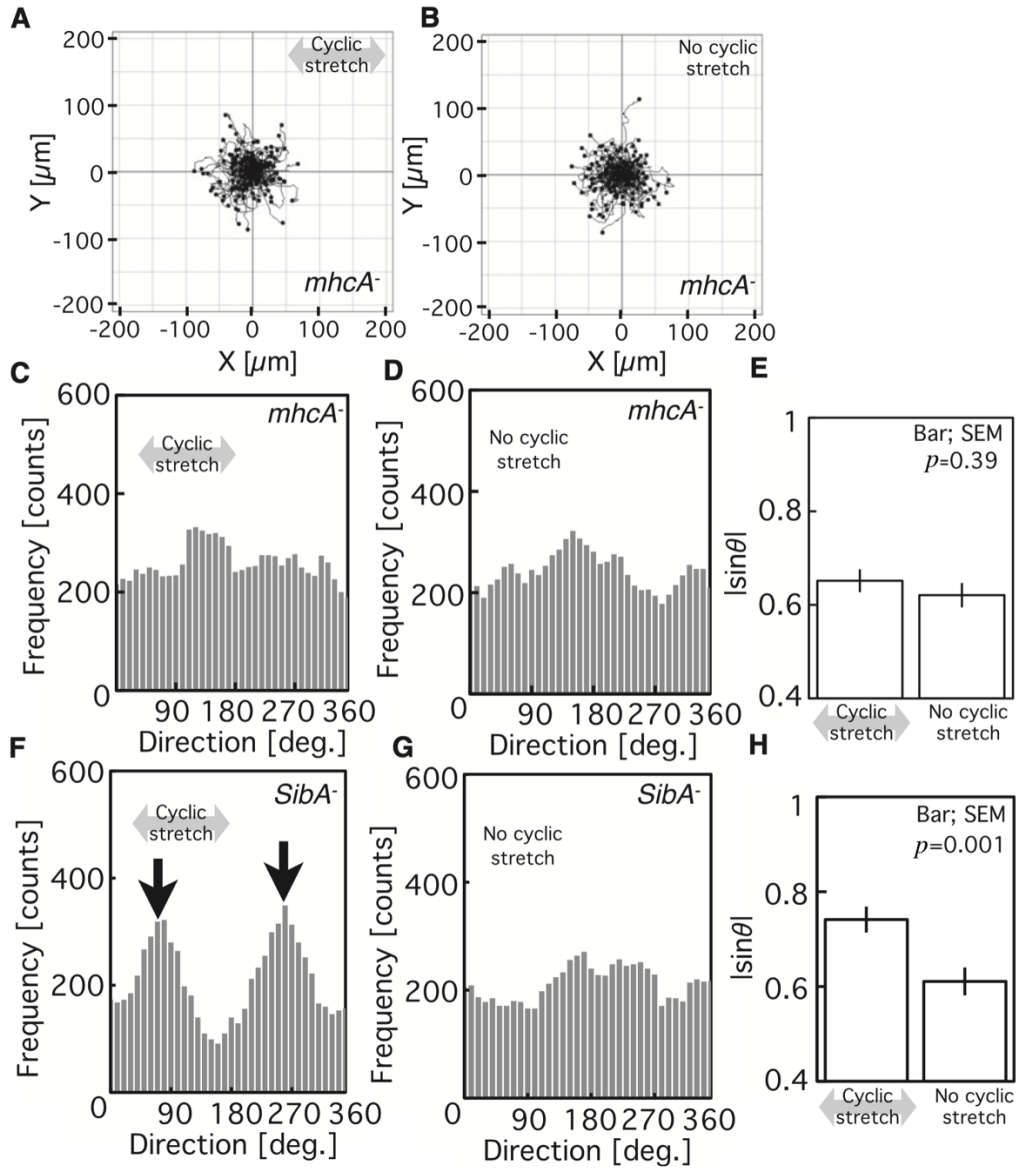 A
Cyclic
stretch
200
100
0
-100
-200
Y [μm]
mhcA-
-200 -100 0 100 200
X [μm]
B
No cyclic
stretch
200
100
0
-100
-200
Y [μm]
mhcA-
-200 -100 0 100 200
X [μm]
C
600
400
200
0
Frequency [counts]
mhcA-
Cyclic
stretch
90 180 270 360
Direction [deg.]
D
600
400
200
0
Frequency [counts]
mhcA-
No cyclic
stretch
90 180 270 360
Direction [deg.]
E
1
0.8
0.6
0.4
|sinθ|
Bar; SEM
p=0.39
Cyclic
stretch
No cyclic
stretch
F
600
400
200
0
Frequency [counts]
SibA-
Cyclic
stretch
90 180 270 360
Direction [deg.]
G
600
400
200
0
Frequency [counts]
SibA-
No cyclic
stretch
90 180 270 360
Direction [deg.]
H
1
0.8
0.6
0.4
|sinθ|
Bar; SEM
p=0.001
Cyclic
stretch
No cyclic
stretch